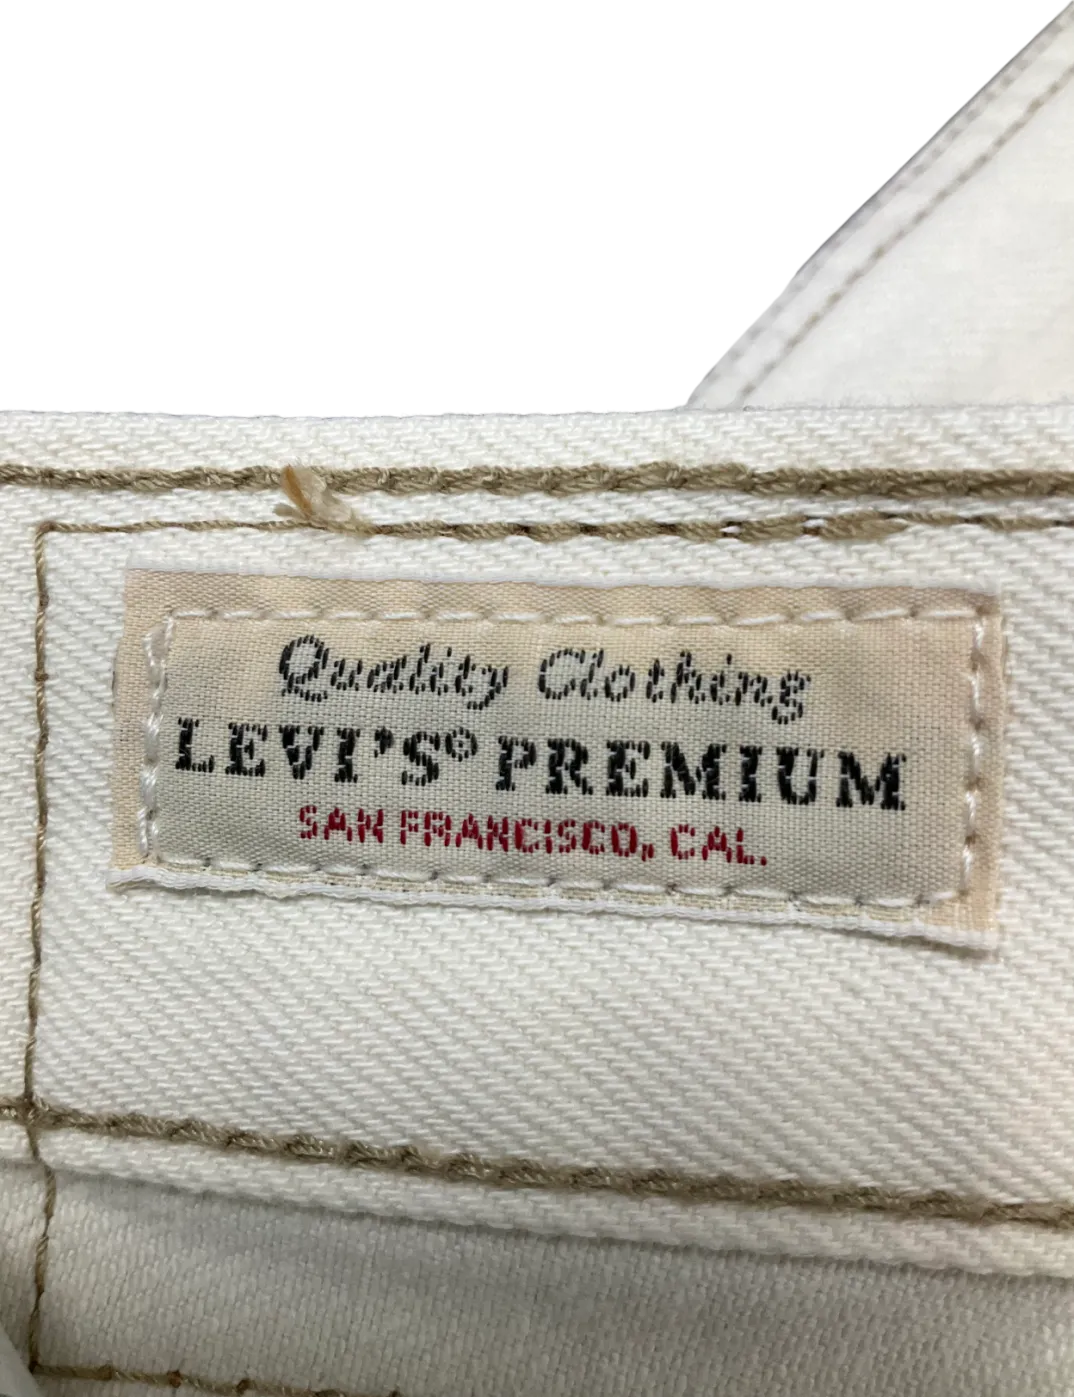 Quality Clothing
LEVI'S® PREMIUM
SAN FRANCISCO, CAL.